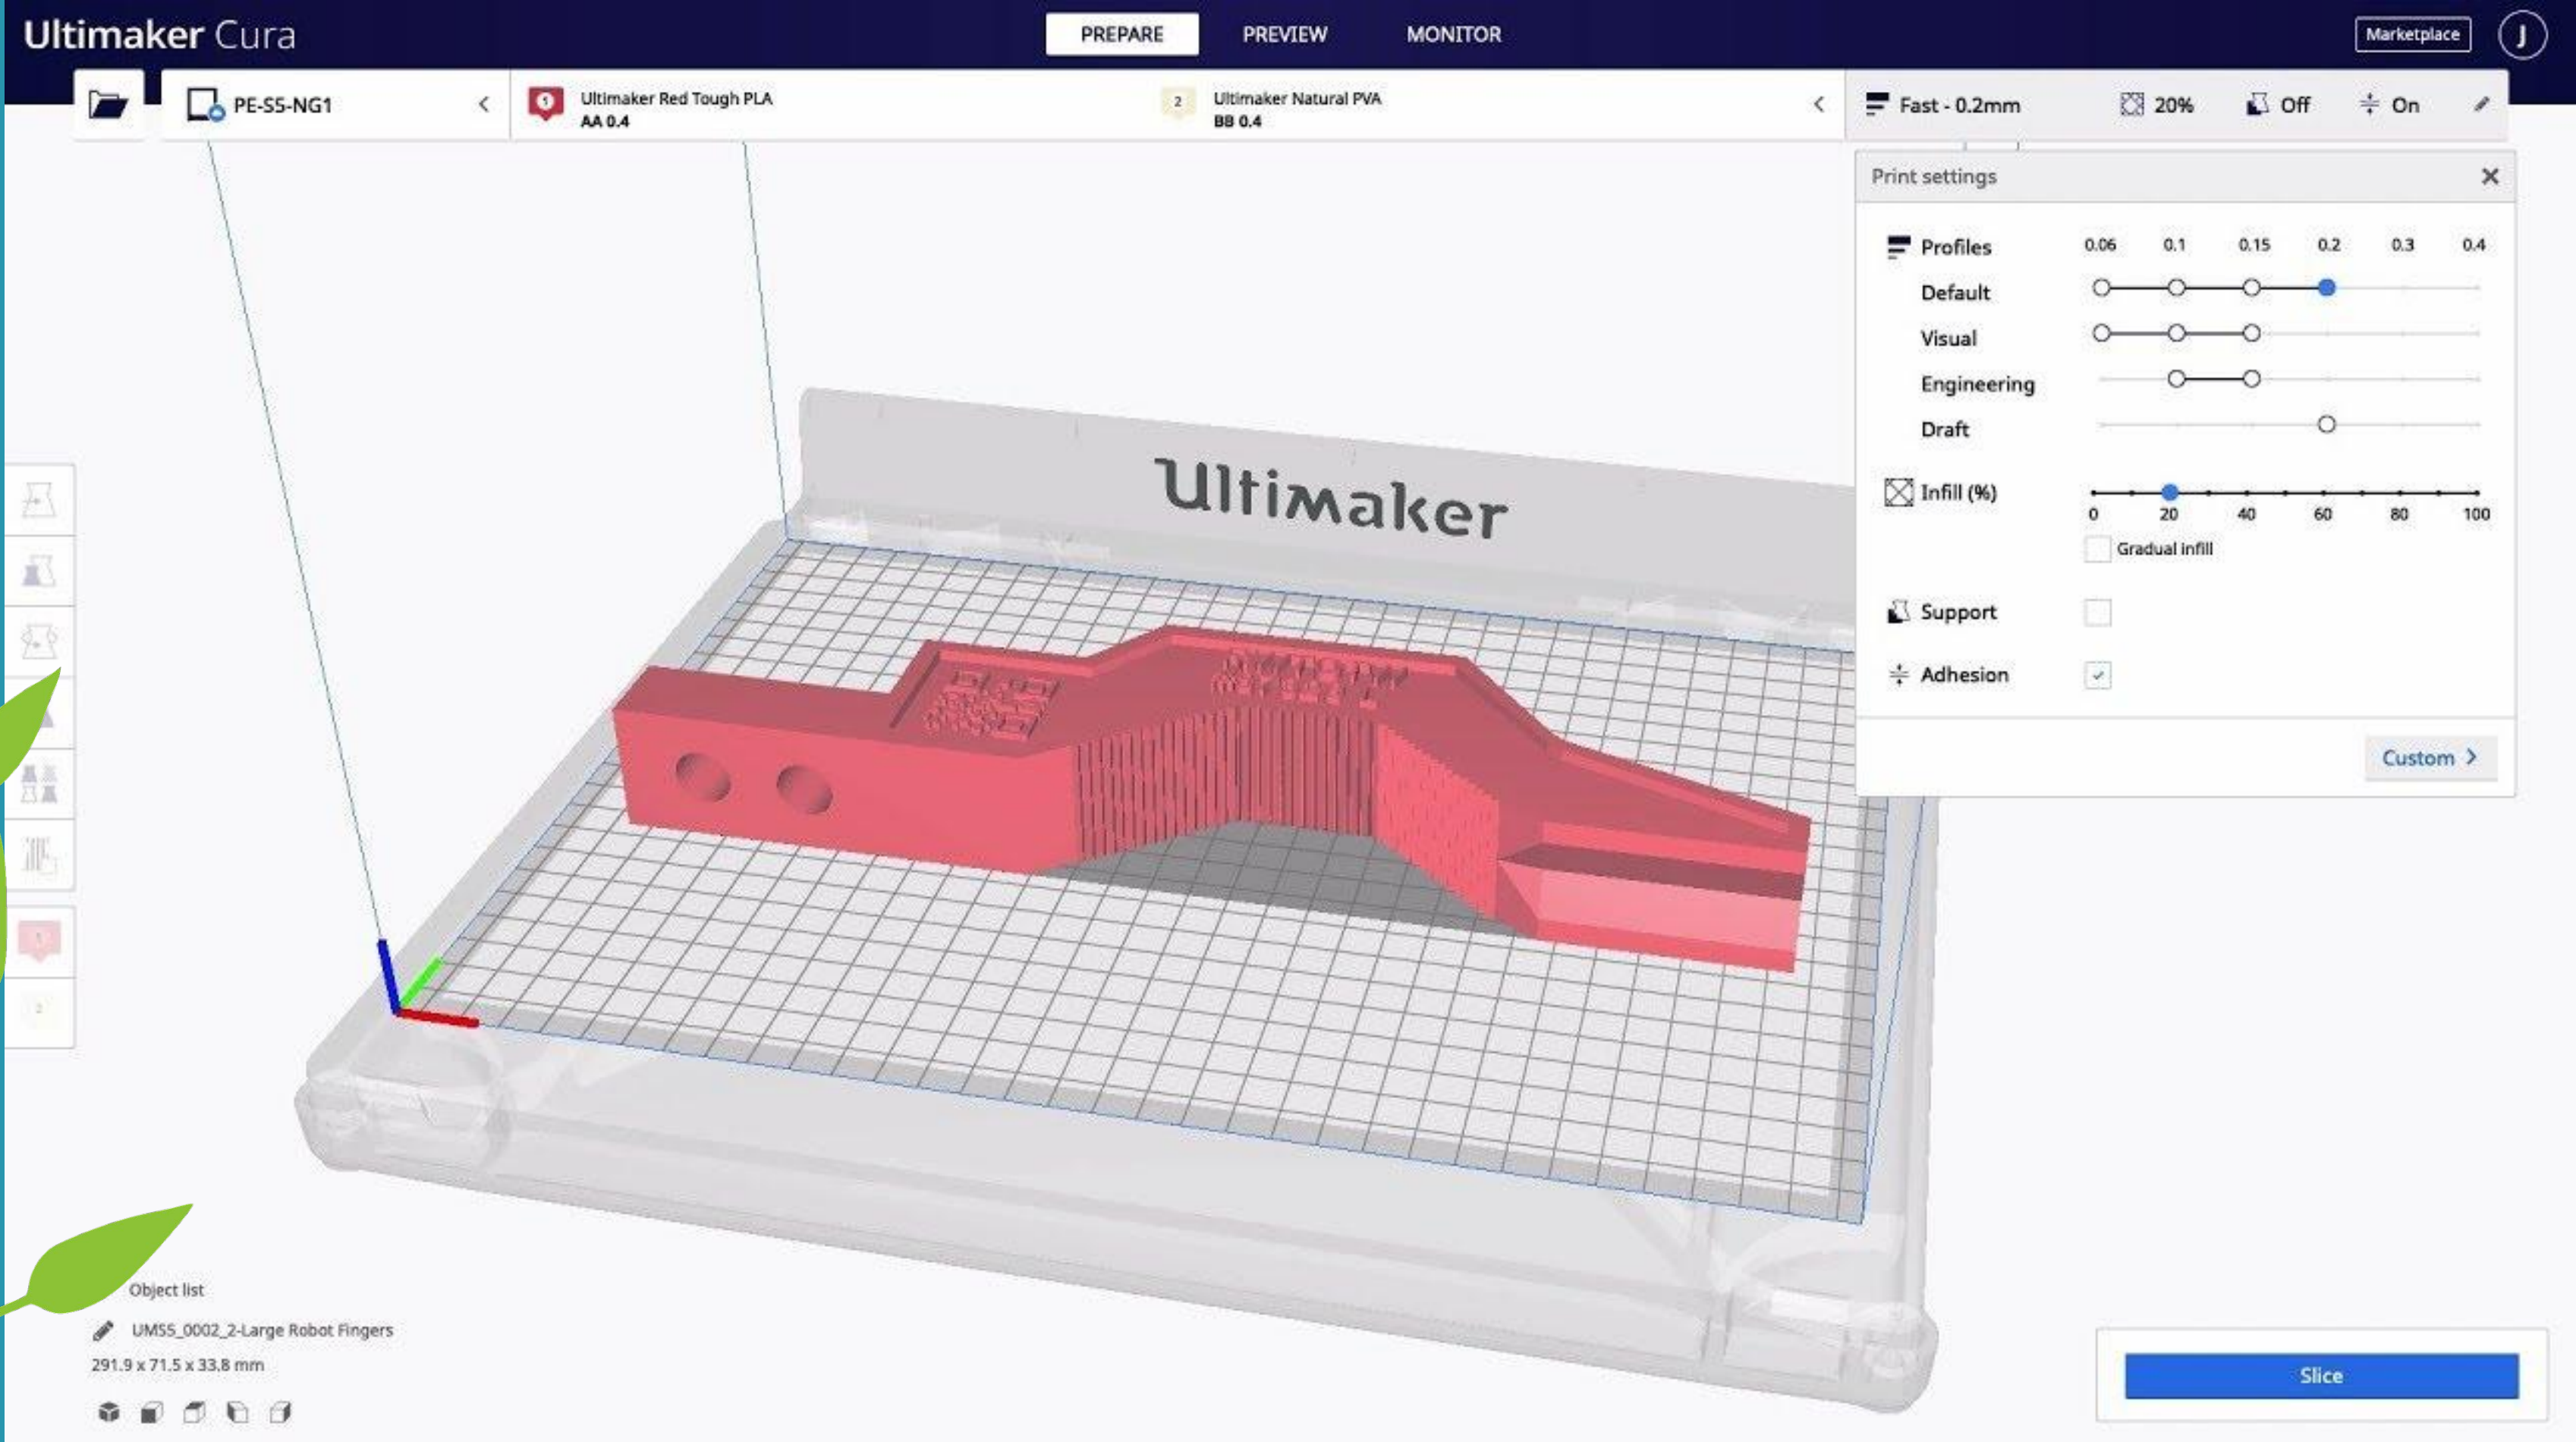 Ultimaker Cura
PREPARE
PREVIEW
MONITOR
Marketplace
J
PE-S5-NG1
1
Ultimaker Red Tough PLA
AA 0.4
2
Ultimaker Natural PVA
BB 0.4
Fast - 0.2mm
20%
Off
On
Print settings
Profiles 0.06 0.1 0.15 0.2 0.3 0.4
Default
Visual
Engineering
Draft
Infill (%)
0 20 40 60 80 100
Gradual infill
Support
Adhesion
Custom
Ultimaker
1
2
Object list
UMS5_0002_2-Large Robot Fingers
291.9 x 71.5 x 33.8 mm
Slice